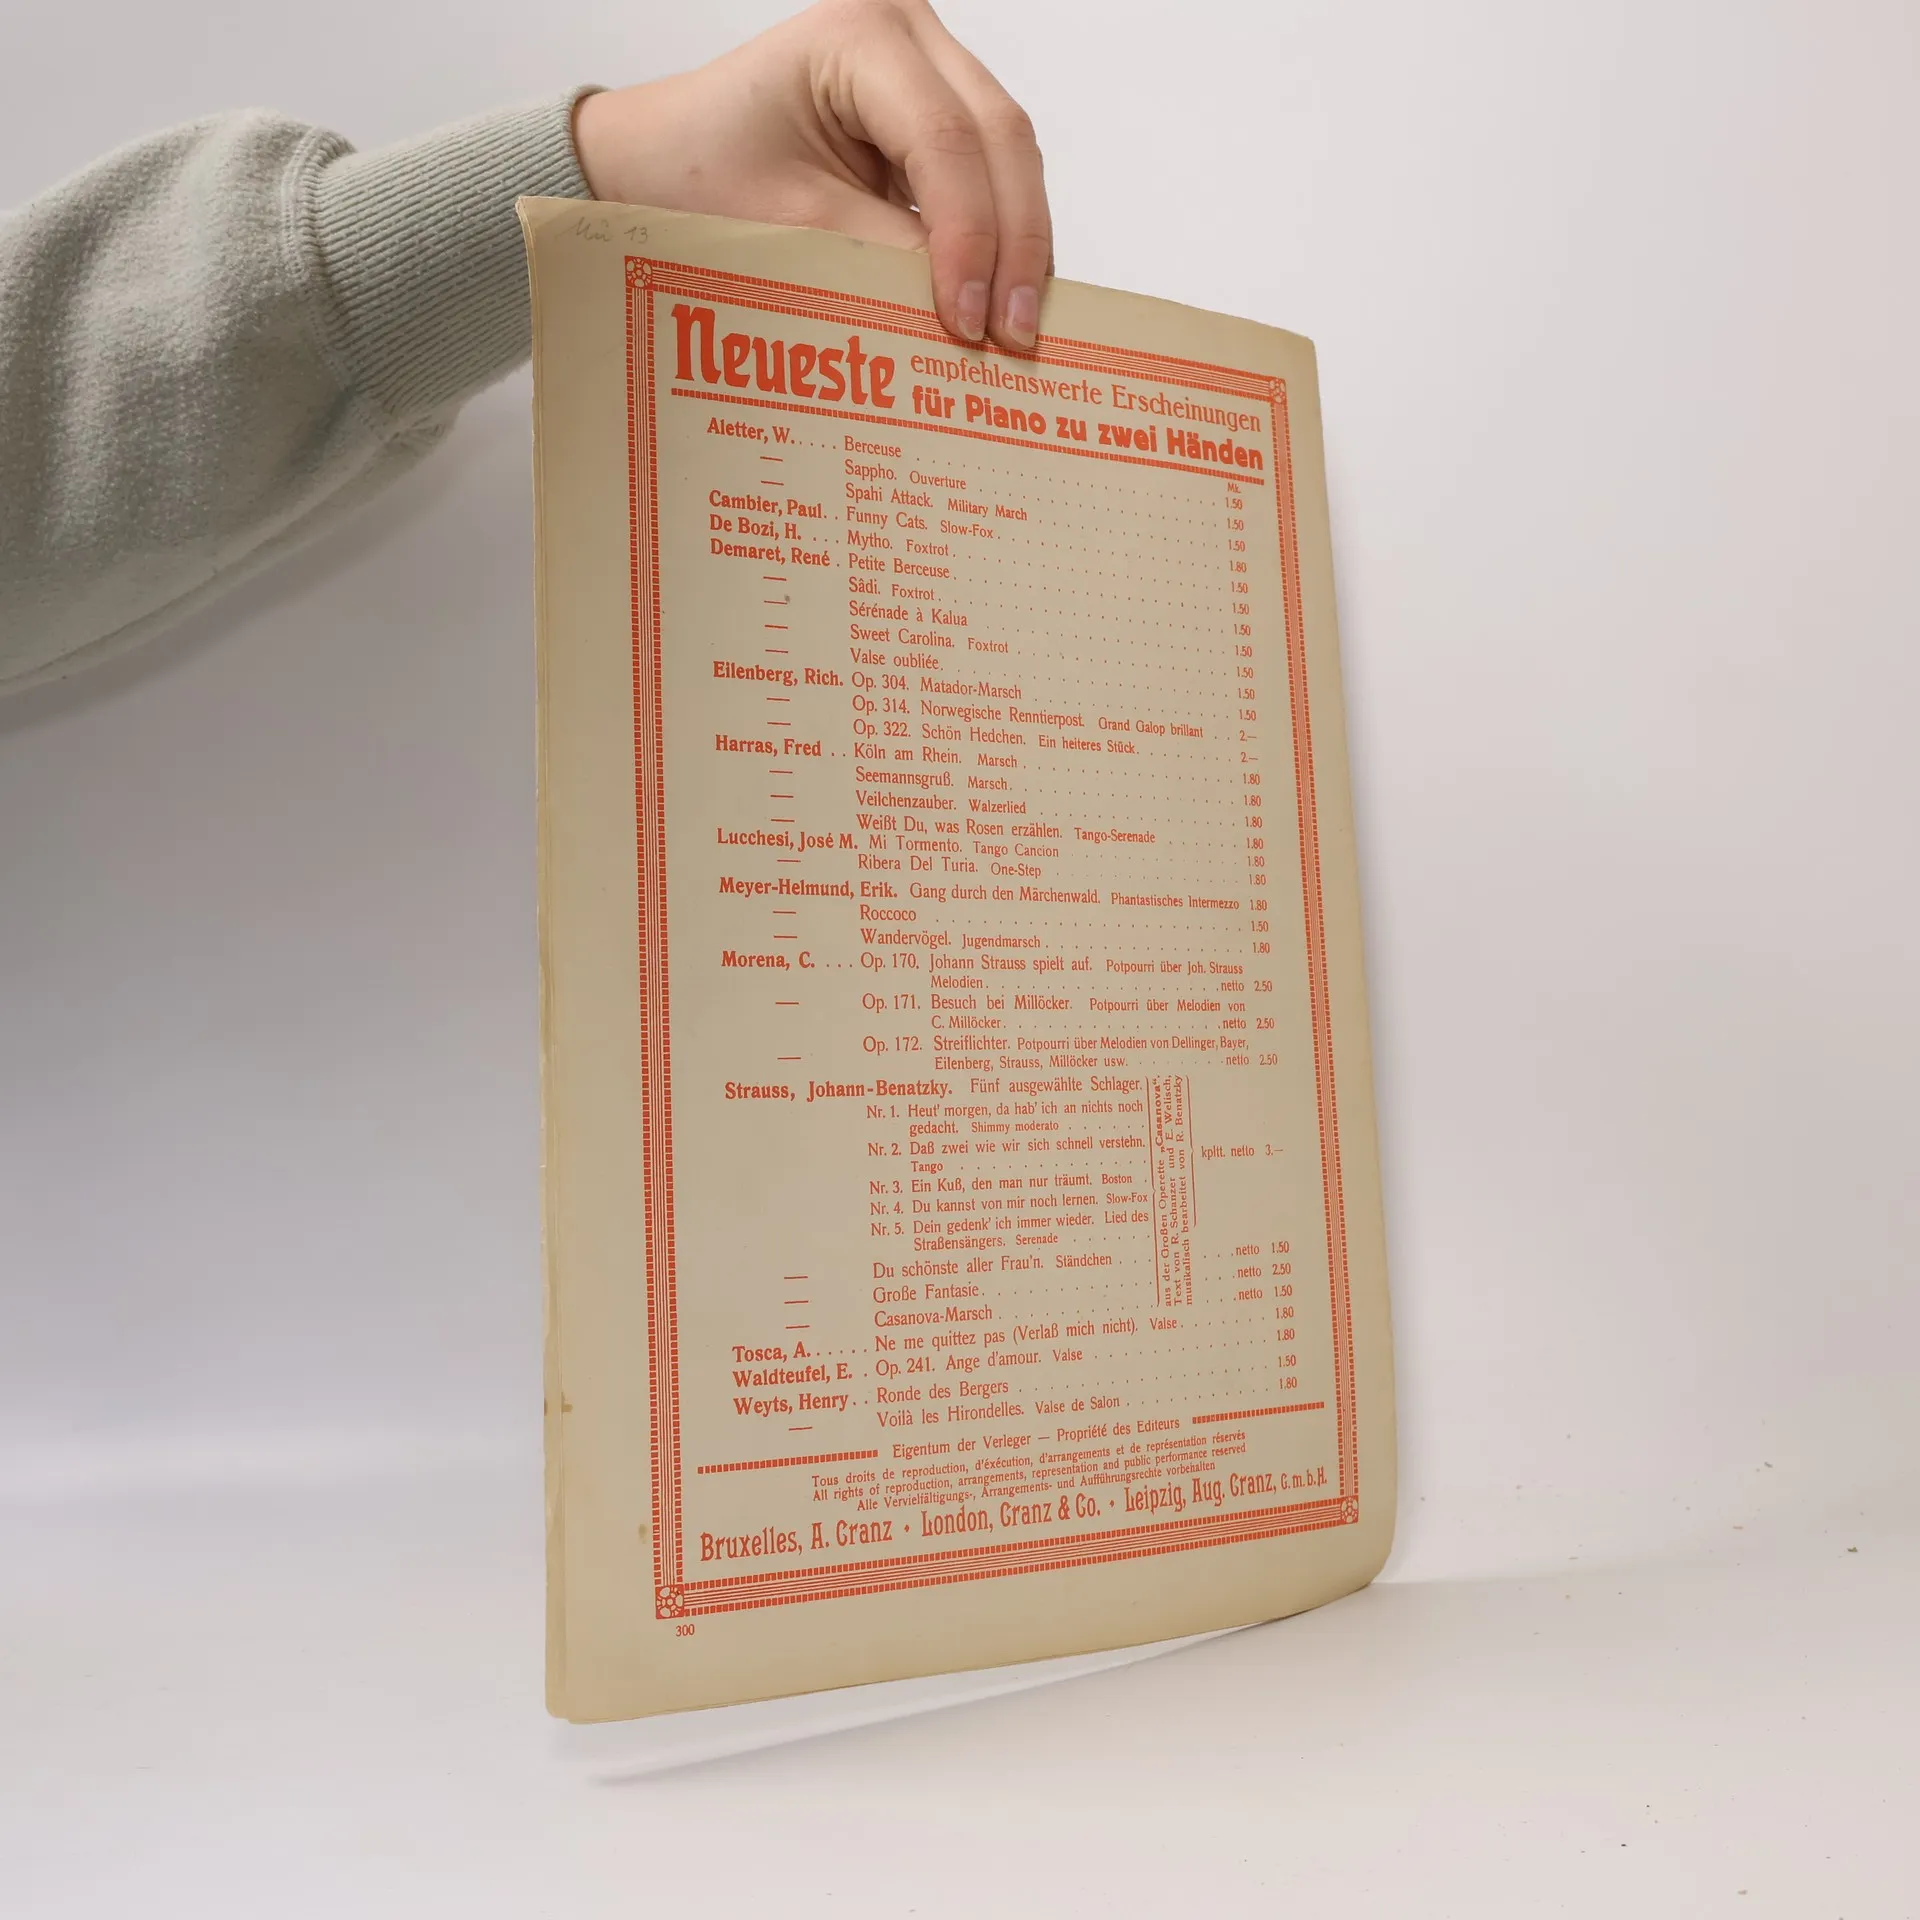 13
Neueste empfehlenswerte Erscheinungen
für Piano zu zwei Händen
Mk.
Aletter, W. . . . . Berceuse . . . 1.50
— Sappho. Ouverture . . . 1.50
— Spahi Attack. Military March . . . 1.50
Cambier, Paul. . Funny Cats. Slow-Fox . . . 1.80
De Bozi, H. . . . . Mytho. Foxtrot . . . 1.50
Demaret, René . Petite Berceuse . . . 1.50
— Sâdi. Foxtrot . . . 1.50
— Sérénade à Kalua . . . 1.50
— Sweet Carolina. Foxtrot . . . 1.50
— Valse oubliée . . . 1.50
Eilenberg, Rich. Op. 304. Matador-Marsch . . . 1.50
— Op. 314. Norwegische Renntierpost. Grand Galop brillant . . 2.—
— Op. 322. Schön Hedchen. Ein heiteres Stück . . . 2.—
Harras, Fred . . Köln am Rhein. Marsch . . . 1.80
— Seemannsgruß. Marsch . . . 1.80
— Veilchenzauber. Walzerlied . . . 1.80
— Weißt Du, was Rosen erzählen. Tango-Serenade . . . 1.80
Lucchesi, José M. Mi Tormento. Tango Cancion . . . 1.80
— Ribera Del Turia. One-Step . . . 1.80
Meyer-Helmund, Erik. Gang durch den Märchenwald. Phantastisches Intermezzo 1.80
— Roccoco . . . 1.50
— Wandervögel. Jugendmarsch . . . 1.80
Morena, C. . . . . Op. 170. Johann Strauss spielt auf. Potpourri über Joh. Strauss
Melodien . . . netto 2.50
— Op. 171. Besuch bei Millöcker. Potpourri über Melodien von
C. Millöcker . . . netto 2.50
— Op. 172. Streiflichter. Potpourri über Melodien von Dellinger, Bayer,
Eilenberg, Strauss, Millöcker usw. . . . netto 2.50
Strauss, Johann-Benatzky. Fünf ausgewählte Schlager.
Nr. 1. Heut' morgen, da hab' ich an nichts noch
gedacht. Shimmy moderato . . .
Nr. 2. Daß zwei wie wir sich schnell verstehn.
Tango . . .
Nr. 3. Ein Kuß, den man nur träumt. Boston .
Nr. 4. Du kannst von mir noch lernen. Slow-Fox
Nr. 5. Dein gedenk' ich immer wieder. Lied des
Straßensängers. Serenade . . .
kpltt. netto 3.—
aus der Großen Operette „Casanova“.
Text von R. Schanzer und E. Welisch,
musikalisch bearbeitet von R. Benatzky
— Du schönste aller Frau'n. Ständchen . . . netto 1.50
— Große Fantasie . . . netto 2.50
— Casanova-Marsch . . . netto 1.50
Tosca, A. . . . . . Ne me quittez pas (Verlaß mich nicht). Valse . . . 1.80
Waldteufel, E. . Op. 241. Ange d'amour. Valse . . . 1.80
Weyts, Henry . . Ronde des Bergers . . . 1.50
— Voilà les Hirondelles. Valse de Salon . . . 1.80
Eigentum der Verleger — Propriété des Editeurs
Tous droits de reproduction, d'éxécution, d'arrangements et de représentation réservés
All rights of reproduction, arrangements, representation and public performance reserved
Alle Vervielfältigungs-, Arrangements- und Aufführungsrechte vorbehalten
Bruxelles, A. Cranz • London, Cranz & Co. • Leipzig, Aug. Cranz, G.m.b.H.
300